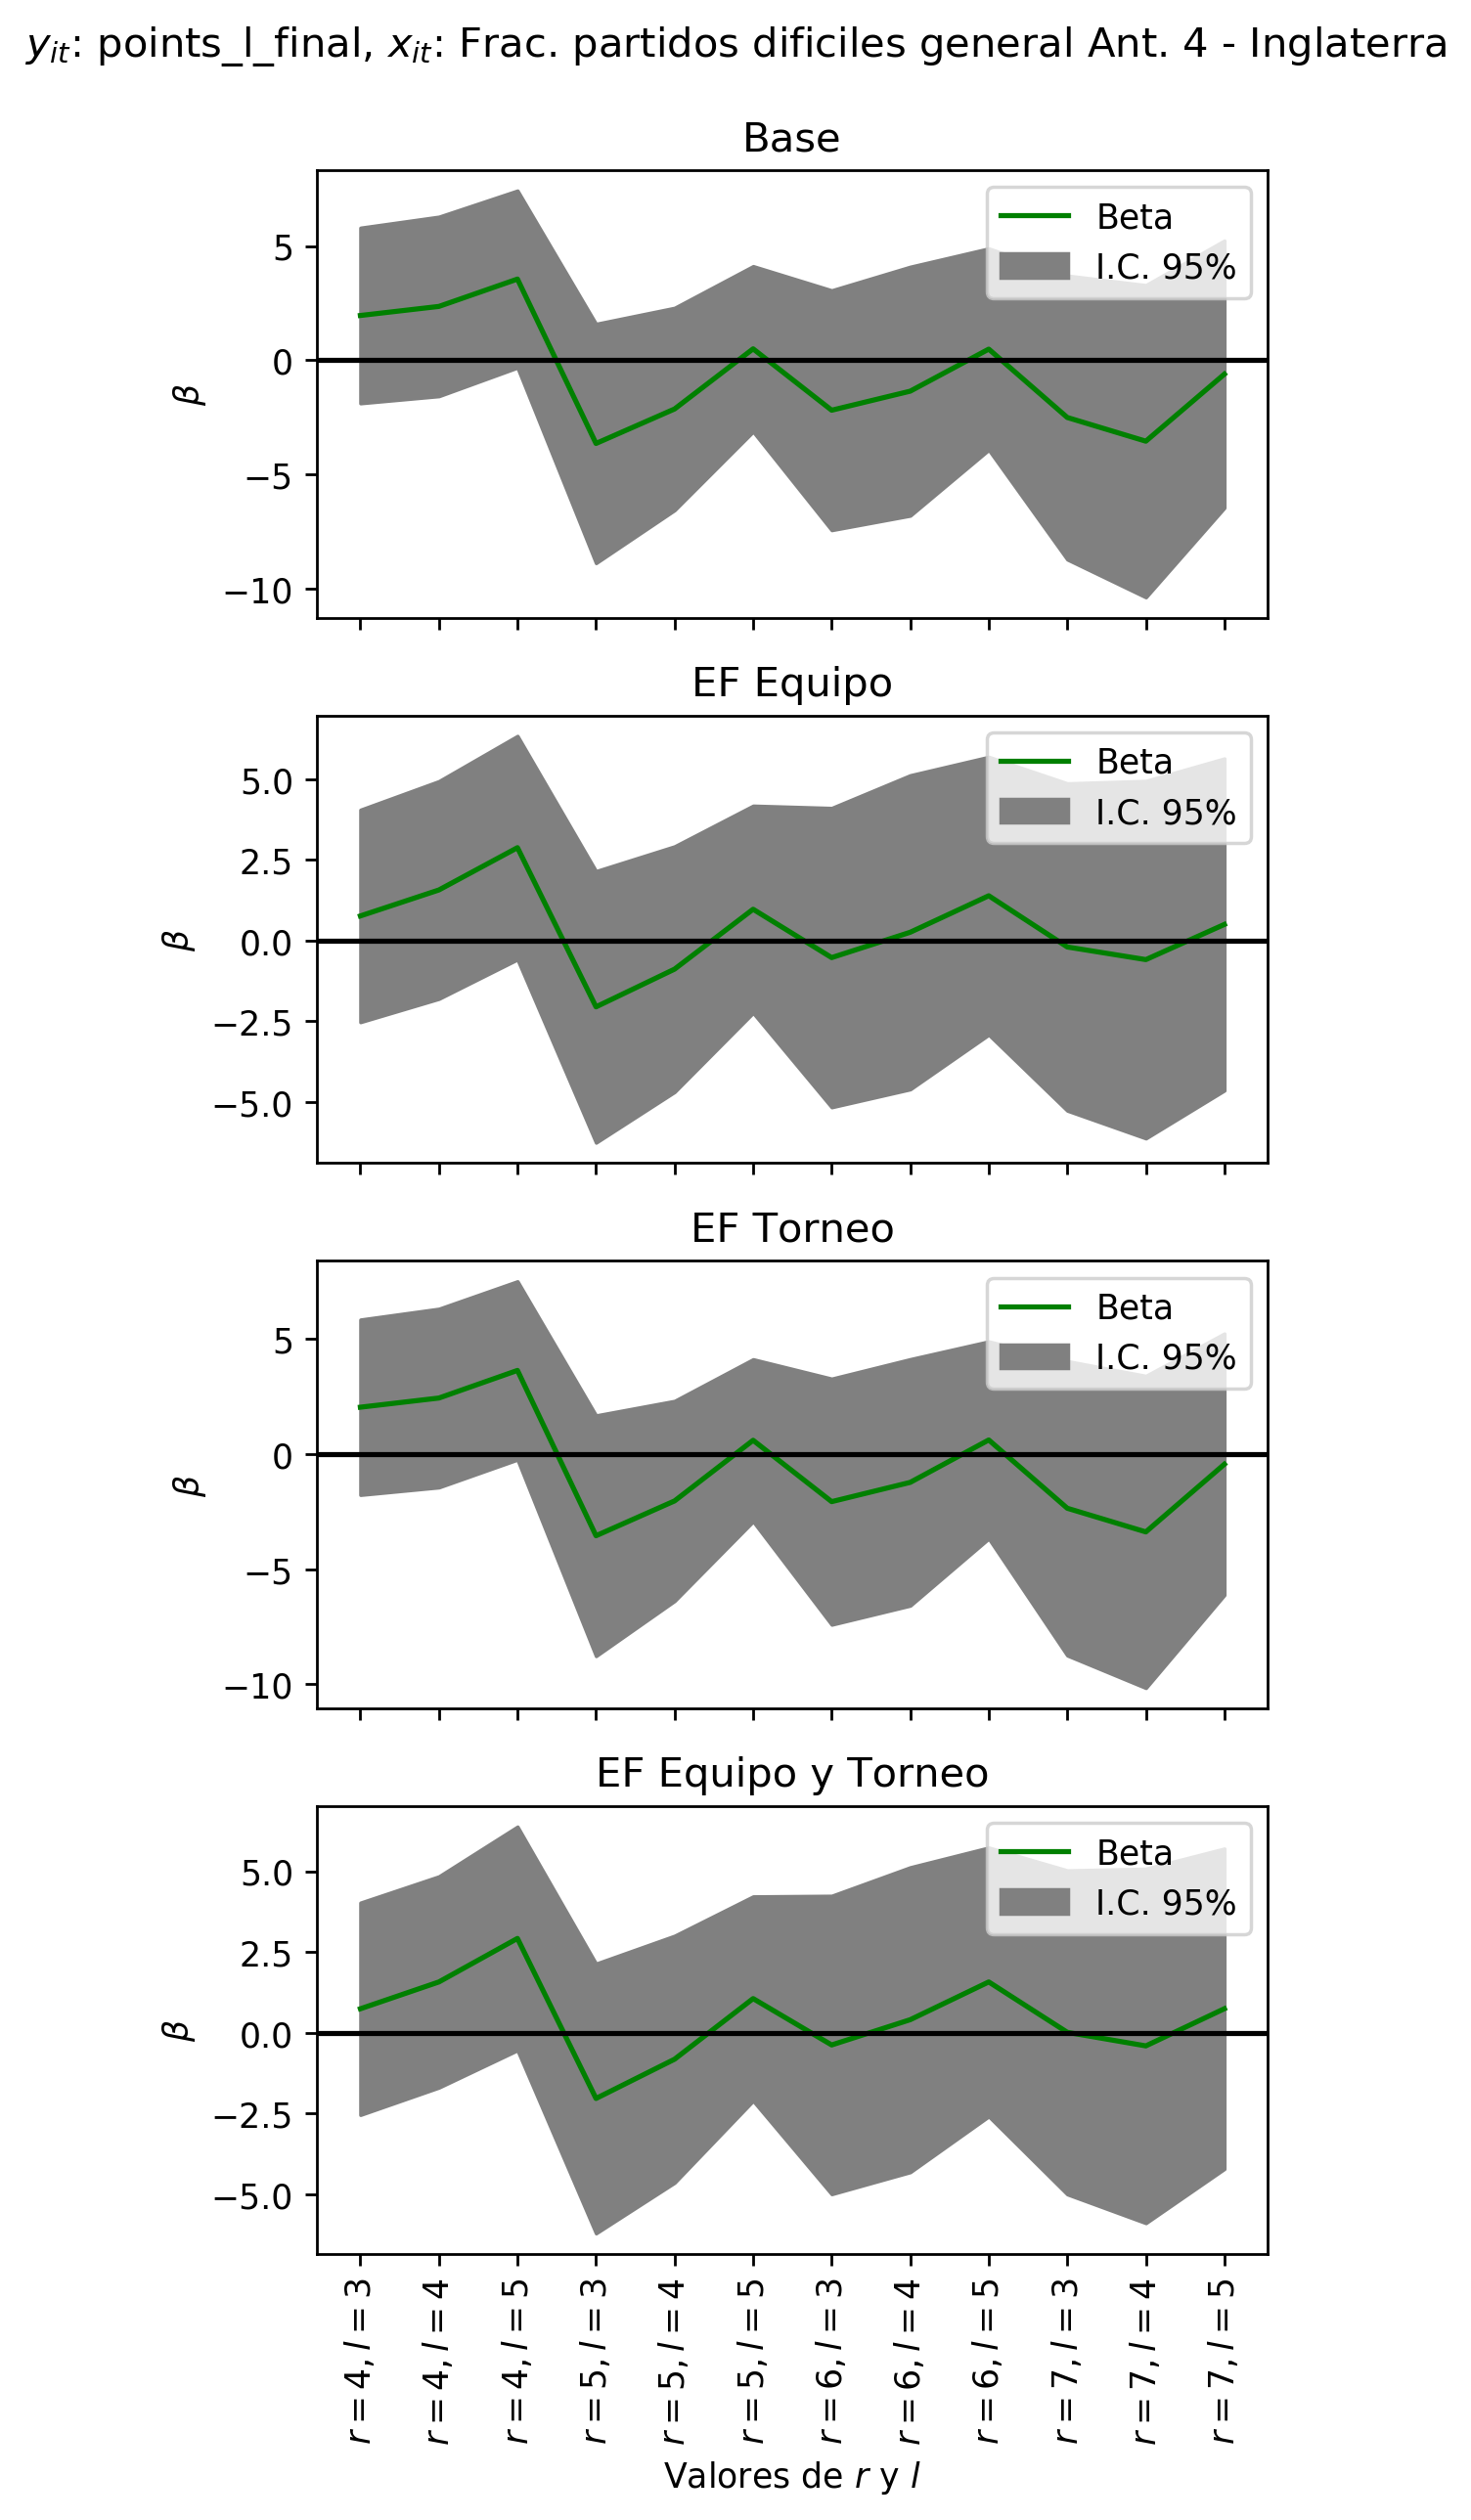 y_it: points_l_final, x_it: Frac. partidos dificiles general Ant. 4 - Inglaterra
Base
Beta
I.C. 95%
5
0
−5
−10
β
EF Equipo
Beta
I.C. 95%
5.0
2.5
0.0
−2.5
−5.0
β
EF Torneo
Beta
I.C. 95%
5
0
−5
−10
β
EF Equipo y Torneo
Beta
I.C. 95%
5.0
2.5
0.0
−2.5
−5.0
β
r = 4, l = 3
r = 4, l = 4
r = 4, l = 5
r = 5, l = 3
r = 5, l = 4
r = 5, l = 5
r = 6, l = 3
r = 6, l = 4
r = 6, l = 5
r = 7, l = 3
r = 7, l = 4
r = 7, l = 5
Valores de r y l